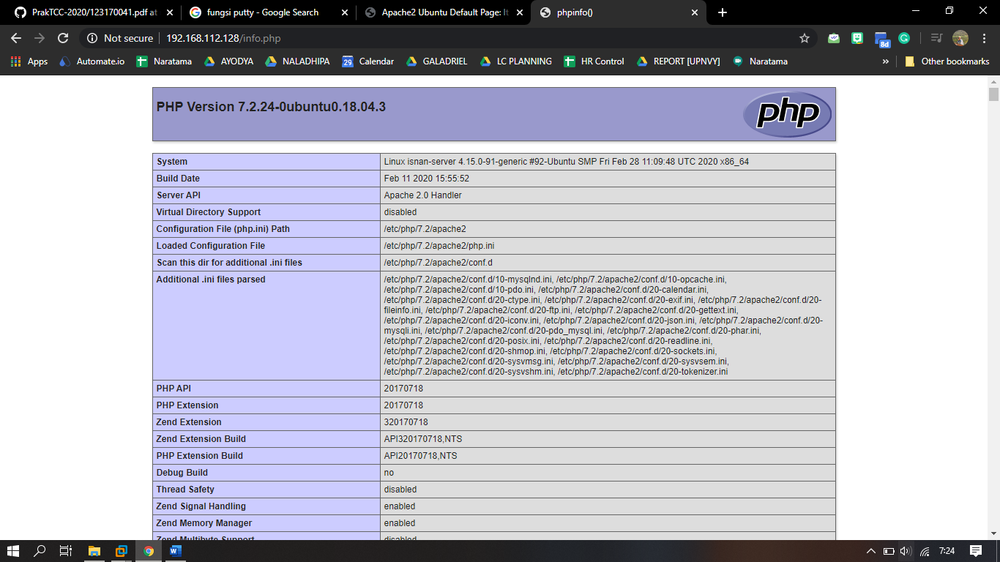 PrakTCC-2020/123170041.pdf at
fungsi putty - Google Search
Apache2 Ubuntu Default Page: It
phpinfo()
Not secure
192.168.112.128/info.php
8d
Apps
Automate.io
Naratama
AYODYA
NALADHIPA
29
Calendar
GALADRIEL
LC PLANNING
HR Control
REPORT [UPNVY]
Naratama
»
Other bookmarks
PHP Version 7.2.24-0ubuntu0.18.04.3
php
System
Linux isnan-server 4.15.0-91-generic #92-Ubuntu SMP Fri Feb 28 11:09:48 UTC 2020 x86_64
Build Date
Feb 11 2020 15:55:52
Server API
Apache 2.0 Handler
Virtual Directory Support
disabled
Configuration File (php.ini) Path
/etc/php/7.2/apache2
Loaded Configuration File
/etc/php/7.2/apache2/php.ini
Scan this dir for additional .ini files
/etc/php/7.2/apache2/conf.d
Additional .ini files parsed
/etc/php/7.2/apache2/conf.d/10-mysqlnd.ini, /etc/php/7.2/apache2/conf.d/10-opcache.ini,
/etc/php/7.2/apache2/conf.d/10-pdo.ini, /etc/php/7.2/apache2/conf.d/20-calendar.ini,
/etc/php/7.2/apache2/conf.d/20-ctype.ini, /etc/php/7.2/apache2/conf.d/20-exif.ini, /etc/php/7.2/apache2/conf.d/20-
fileinfo.ini, /etc/php/7.2/apache2/conf.d/20-ftp.ini, /etc/php/7.2/apache2/conf.d/20-gettext.ini,
/etc/php/7.2/apache2/conf.d/20-iconv.ini, /etc/php/7.2/apache2/conf.d/20-json.ini, /etc/php/7.2/apache2/conf.d/20-
mysqli.ini, /etc/php/7.2/apache2/conf.d/20-pdo_mysql.ini, /etc/php/7.2/apache2/conf.d/20-phar.ini,
/etc/php/7.2/apache2/conf.d/20-posix.ini, /etc/php/7.2/apache2/conf.d/20-readline.ini,
/etc/php/7.2/apache2/conf.d/20-shmop.ini, /etc/php/7.2/apache2/conf.d/20-sockets.ini,
/etc/php/7.2/apache2/conf.d/20-sysvmsg.ini, /etc/php/7.2/apache2/conf.d/20-sysvsem.ini,
/etc/php/7.2/apache2/conf.d/20-sysvshm.ini, /etc/php/7.2/apache2/conf.d/20-tokenizer.ini
PHP API
20170718
PHP Extension
20170718
Zend Extension
320170718
Zend Extension Build
API320170718,NTS
PHP Extension Build
API20170718,NTS
Debug Build
no
Thread Safety
disabled
Zend Signal Handling
enabled
Zend Memory Manager
enabled
Zend Multibyte Support
disabled
7:24